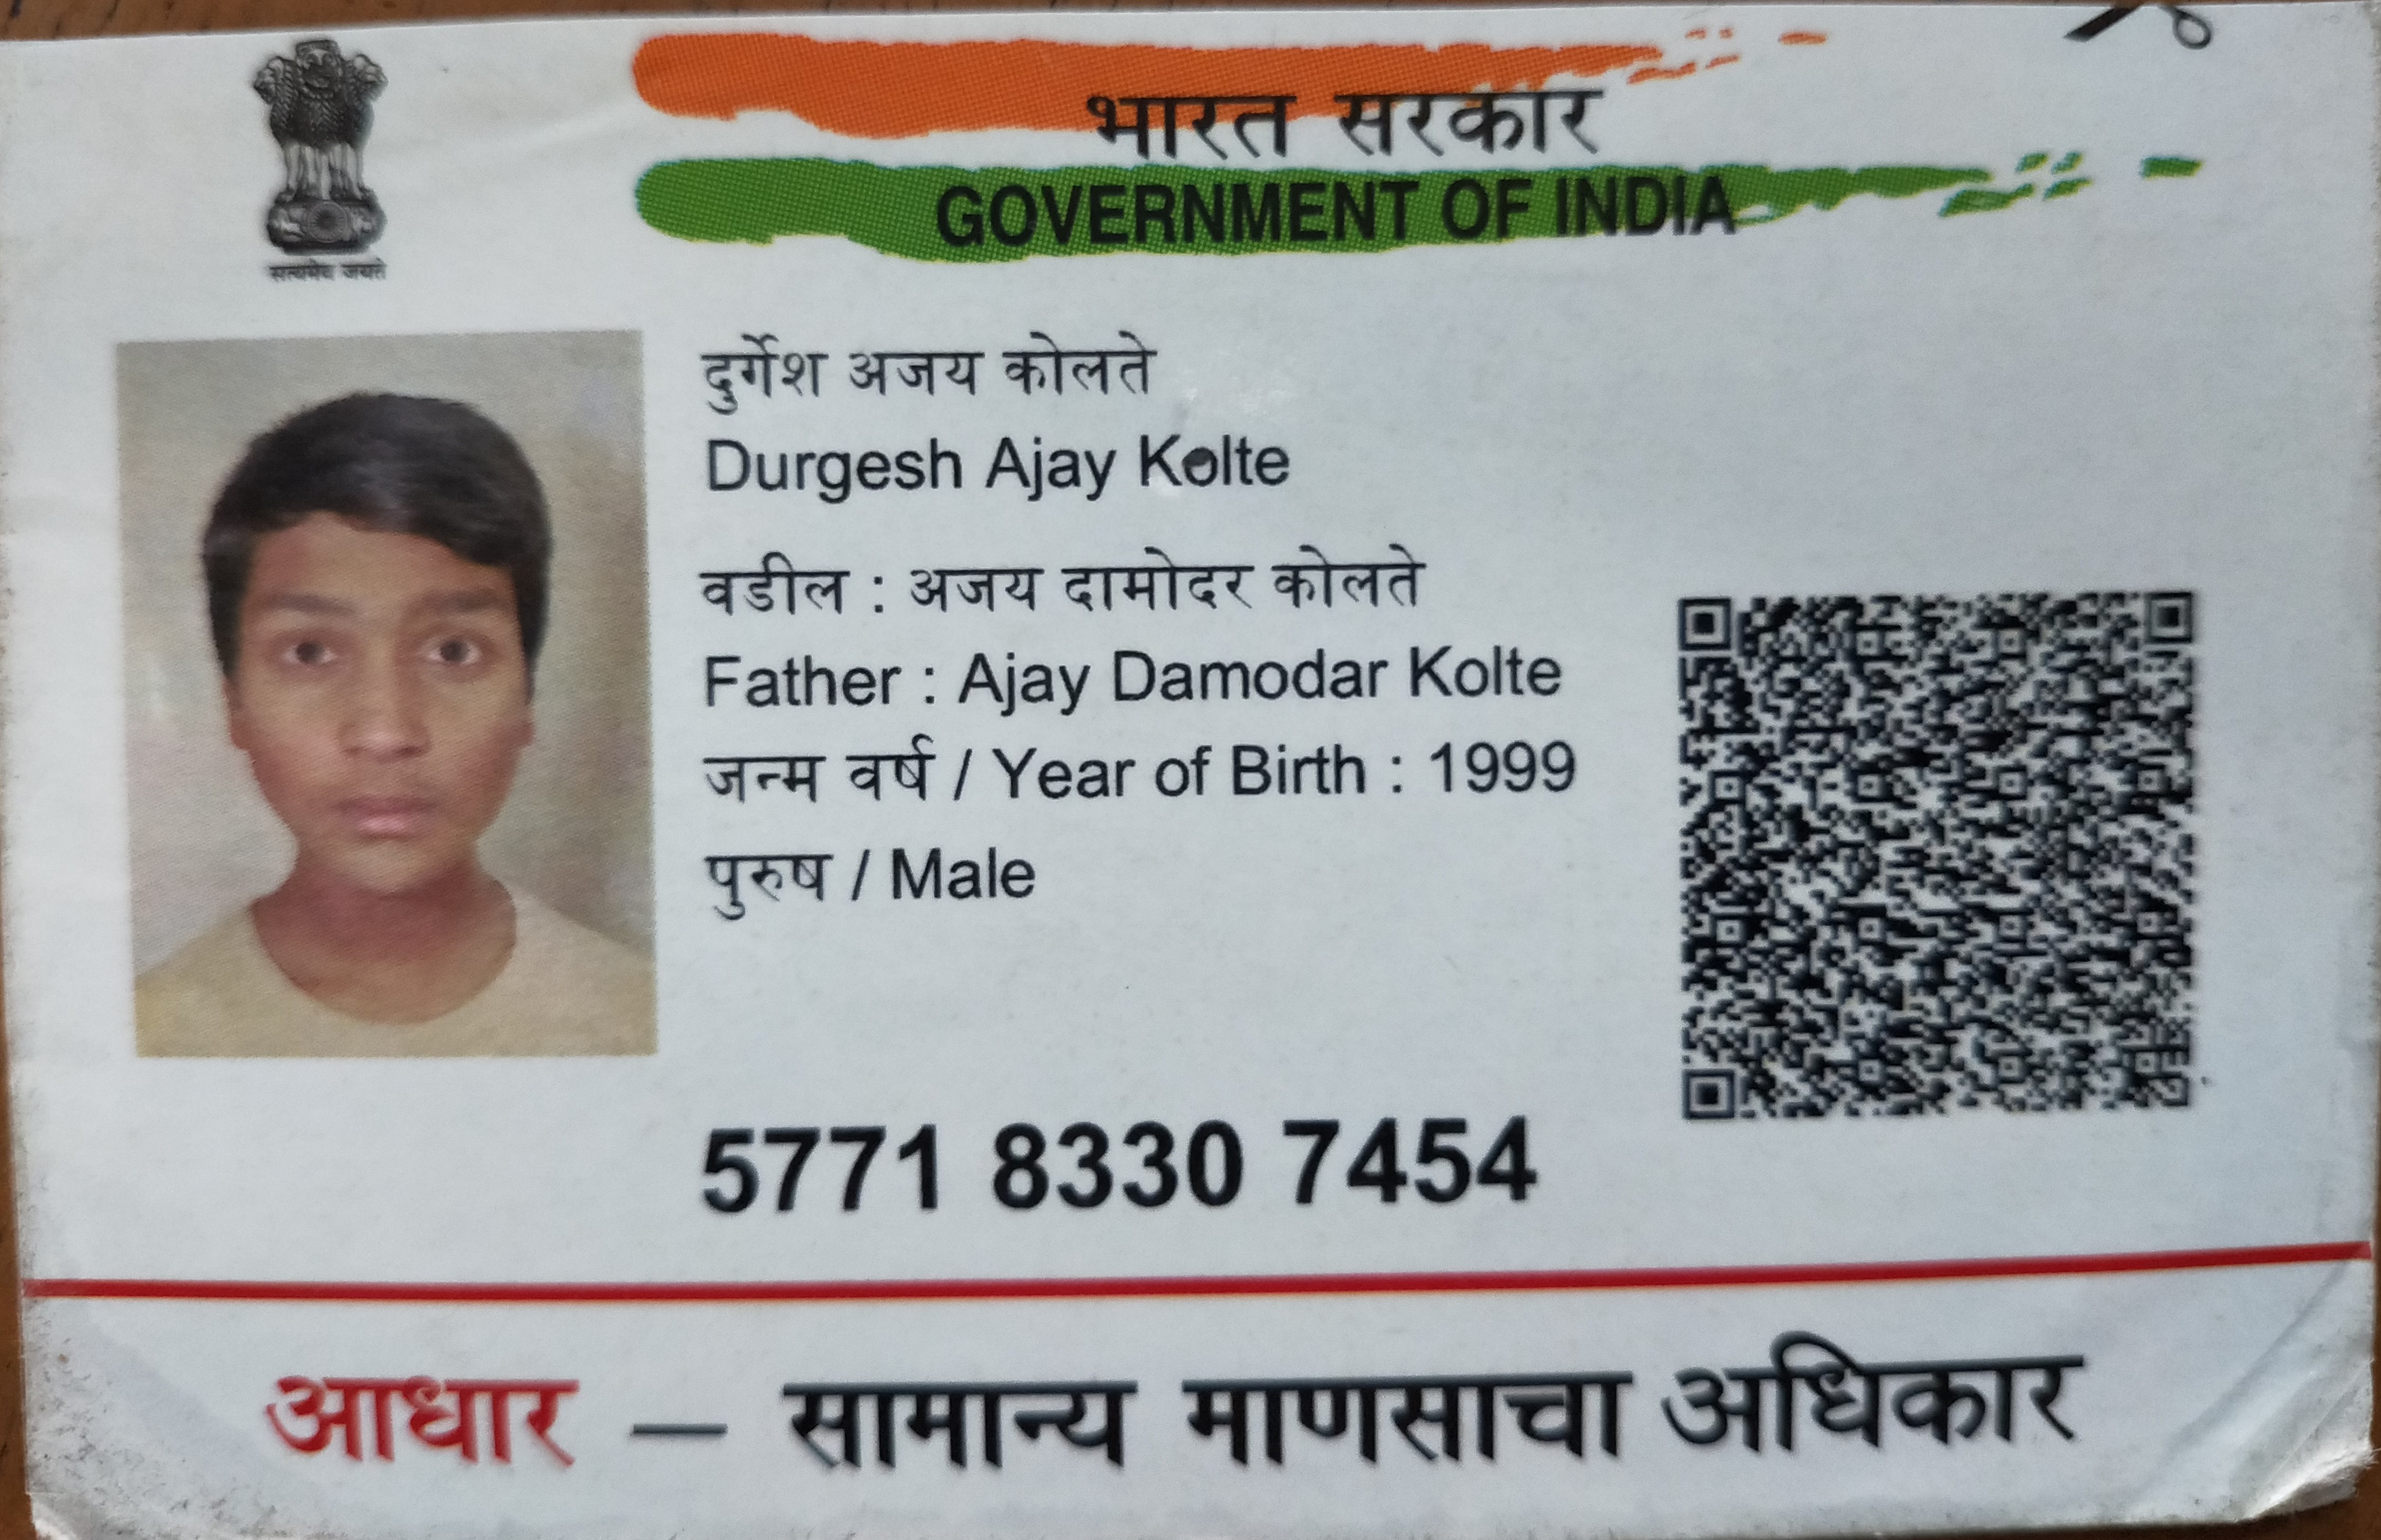 भारत सरकार
GOVERNMENT OF INDIA
सत्यमेव जयते
दुर्गेश अजय कोलते
Durgesh Ajay Kolte
वडील : अजय दामोदर कोलते
Father : Ajay Damodar Kolte
जन्म वर्ष / Year of Birth : 1999
पुरुष / Male
5771 8330 7454
आधार — सामान्य माणसाचा अधिकार